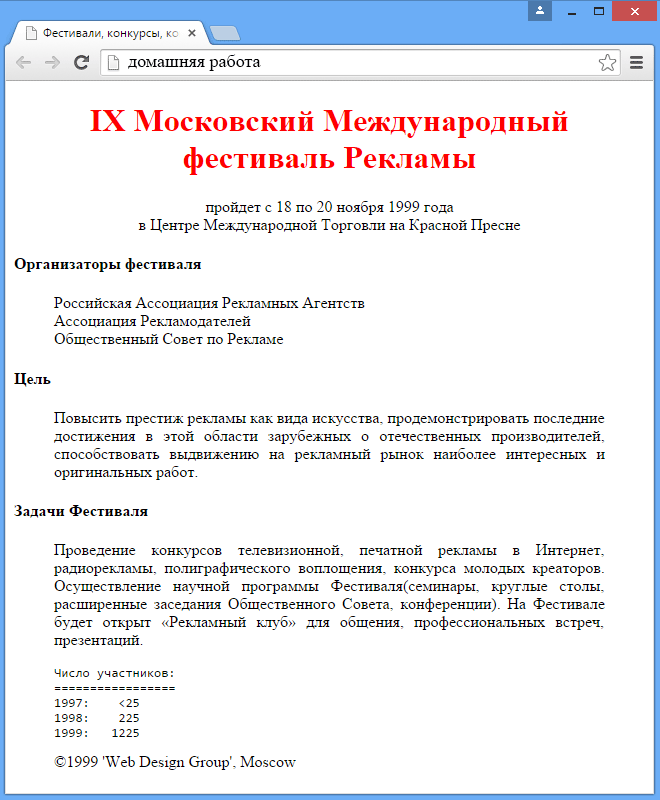 Фестивали, конкурсы, ко
домашняя работа
IX Московский Международный
фестиваль Рекламы
пройдет с 18 по 20 ноября 1999 года
в Центре Международной Торговли на Красной Пресне
Организаторы фестиваля
Российская Ассоциация Рекламных Агентств
Ассоциация Рекламодателей
Общественный Совет по Рекламе
Цель
Повысить престиж рекламы как вида искусства, продемонстрировать последние
достижения в этой области зарубежных о отечественных производителей,
способствовать выдвижению на рекламный рынок наиболее интересных и
оригинальных работ.
Задачи Фестиваля
Проведение конкурсов телевизионной, печатной рекламы в Интернет,
радиорекламы, полиграфического воплощения, конкурса молодых креаторов.
Осуществление научной программы Фестиваля(семинары, круглые столы,
расширенные заседания Общественного Совета, конференции). На Фестивале
будет открыт «Рекламный клуб» для общения, профессиональных встреч,
презентаций.
Число участников:
=================
1997:    <25
1998:    225
1999:   1225
©1999 'Web Design Group', Moscow